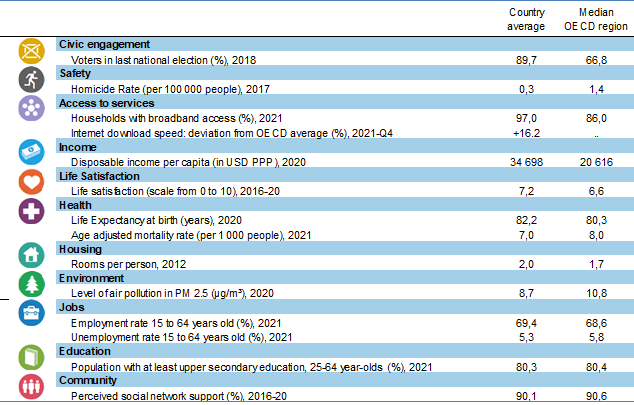 Country average
Median OECD region
Civic engagement
Voters in last national election (%), 2018 89,7 66,8
Safety
Homicide Rate (per 100 000 people), 2017 0,3 1,4
Access to services
Households with broadband access (%), 2021 97,0 86,0
Internet download speed: deviation from OECD average (%), 2021-Q4 +16.2 ..
Income
Disposable income per capita (in USD PPP), 2020 34 698 20 616
Life Satisfaction
Life satisfaction (scale from 0 to 10), 2016-20 7,2 6,6
Health
Life Expectancy at birth (years), 2020 82,2 80,3
Age adjusted mortality rate (per 1 000 people), 2021 7,0 8,0
Housing
Rooms per person, 2012 2,0 1,7
Environment
Level of air pollution in PM 2.5 (µg/m³), 2020 8,7 10,8
Jobs
Employment rate 15 to 64 years old (%), 2021 69,4 68,6
Unemployment rate 15 to 64 years old (%), 2021 5,3 5,8
Education
Population with at least upper secondary education, 25-64 year-olds (%), 2021 80,3 80,4
Community
Perceived social network support (%), 2016-20 90,1 90,6